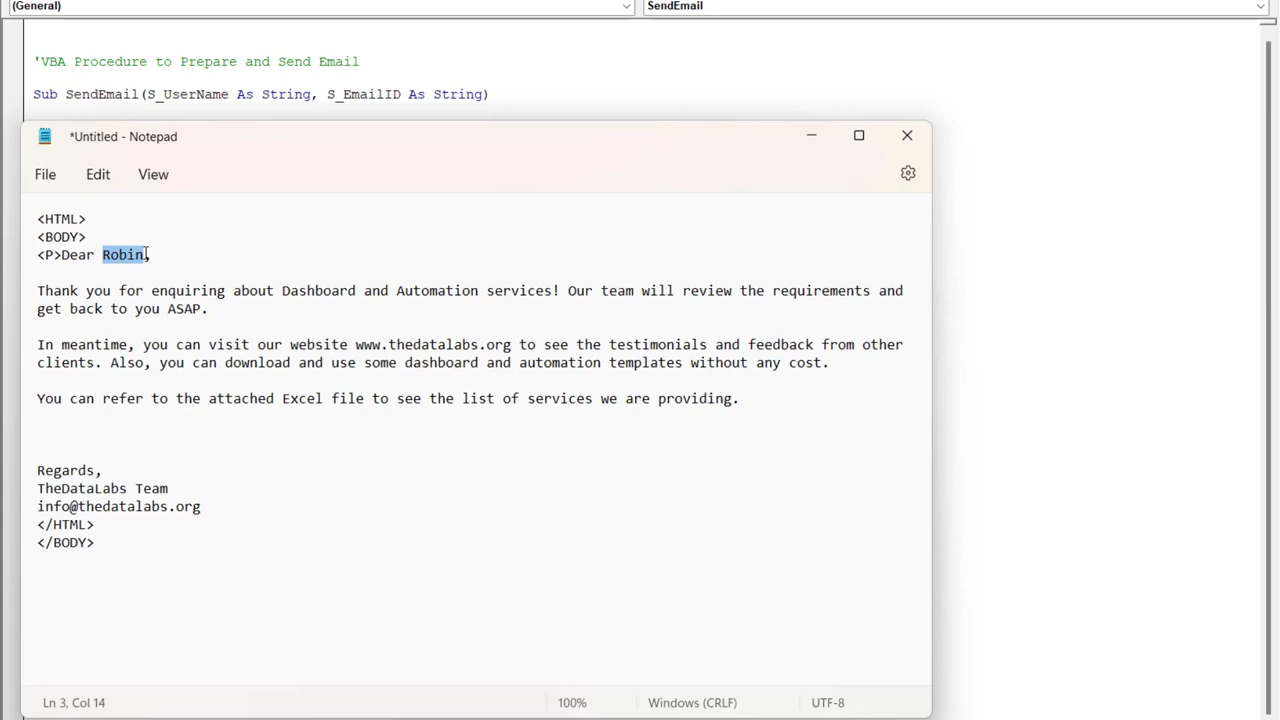 (General)
SendEmail
'VBA Procedure to Prepare and Send Email
Sub SendEmail(S_UserName As String, S_EmailID As String)
*Untitled - Notepad
File Edit View
<HTML>
<BODY>
<P>Dear Robin,
Thank you for enquiring about Dashboard and Automation services! Our team will review the requirements and
get back to you ASAP.
In meantime, you can visit our website www.thedatalabs.org to see the testimonials and feedback from other
clients. Also, you can download and use some dashboard and automation templates without any cost.
You can refer to the attached Excel file to see the list of services we are providing.
Regards,
TheDataLabs Team
info@thedatalabs.org
</HTML>
</BODY>
Ln 3, Col 14
100%
Windows (CRLF)
UTF-8